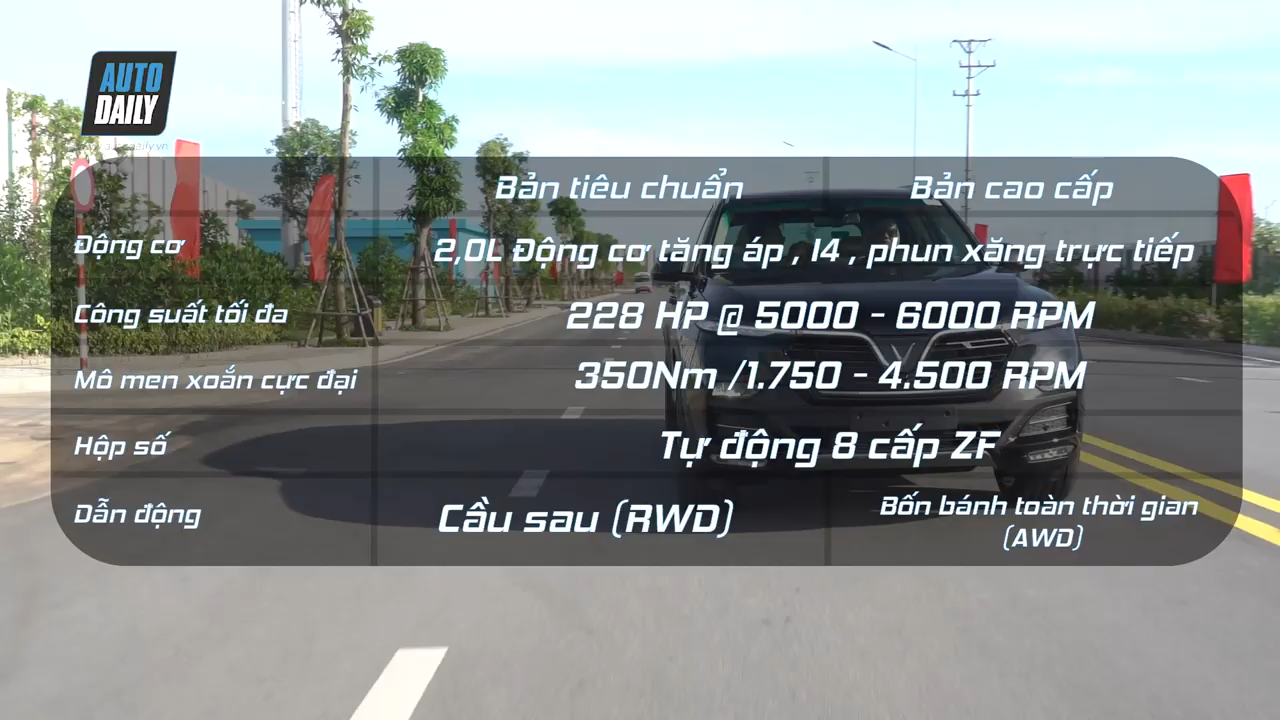 AUTO
DAILY
Bản tiêu chuẩn Bản cao cấp
Động cơ 2,0L Động cơ tăng áp , I4 , phun xăng trực tiếp
Công suất tối đa 228 HP @ 5000 - 6000 RPM
Mô men xoắn cực đại 350Nm /1.750 - 4.500 RPM
Hộp số Tự động 8 cấp ZF
Dẫn động Cầu sau (RWD) Bốn bánh toàn thời gian
(AWD)